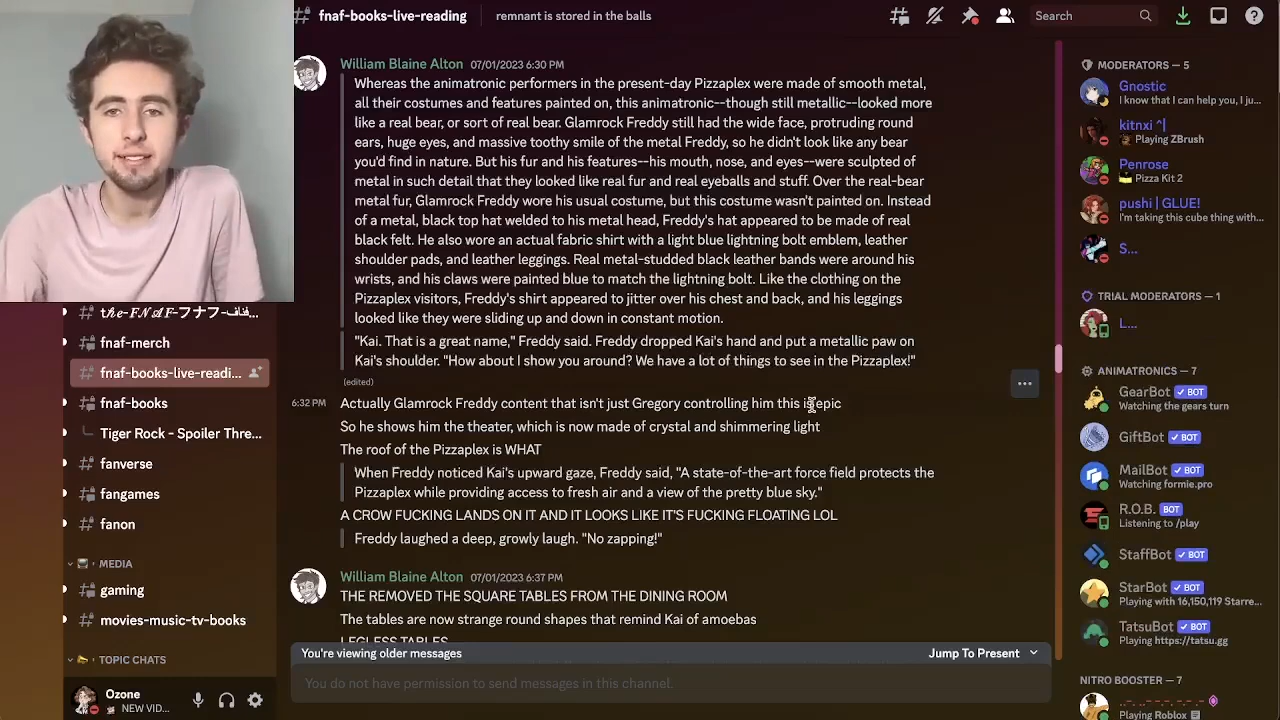 fnaf-books-live-reading
remnant is stored in the balls
Search
William Blaine Alton 07/01/2023 6:30 PM
Whereas the animatronic performers in the present-day Pizzaplex were made of smooth metal,
all their costumes and features painted on, this animatronic--though still metallic--looked more
like a real bear, or sort of real bear. Glamrock Freddy still had the wide face, protruding round
ears, huge eyes, and massive toothy smile of the metal Freddy, so he didn't look like any bear
you'd find in nature. But his fur and his features--his mouth, nose, and eyes--were sculpted of
metal in such detail that they looked like real fur and real eyeballs and stuff. Over the real-bear
metal fur, Glamrock Freddy wore his usual costume, but this costume wasn't painted on. Instead
of a metal, black top hat welded to his metal head, Freddy's hat appeared to be made of real
black felt. He also wore an actual fabric shirt with a light blue lightning bolt emblem, leather
shoulder pads, and leather leggings. Real metal-studded black leather bands were around his
wrists, and his claws were painted blue to match the lightning bolt. Like the clothing on the
Pizzaplex visitors, Freddy's shirt appeared to jitter over his chest and back, and his leggings
looked like they were sliding up and down in constant motion.
"Kai. That is a great name," Freddy said. Freddy dropped Kai's hand and put a metallic paw on
Kai's shoulder. "How about I show you around? We have a lot of things to see in the Pizzaplex!"
(edited)
6:32 PM Actually Glamrock Freddy content that isn't just Gregory controlling him this is epic
So he shows him the theater, which is now made of crystal and shimmering light
The roof of the Pizzaplex is WHAT
When Freddy noticed Kai's upward gaze, Freddy said, "A state-of-the-art force field protects the
Pizzaplex while providing access to fresh air and a view of the pretty blue sky."
A CROW FUCKING LANDS ON IT AND IT LOOKS LIKE IT'S FUCKING FLOATING LOL
Freddy laughed a deep, growly laugh. "No zapping!"
William Blaine Alton 07/01/2023 6:37 PM
THE REMOVED THE SQUARE TABLES FROM THE DINING ROOM
The tables are now strange round shapes that remind Kai of amoebas
LEGLESS TABLES
You're viewing older messages
Jump To Present
You do not have permission to send messages in this channel.
fnaf-merch
fnaf-books-live-readi...
fnaf-books
Tiger Rock - Spoiler Thre...
fanverse
fangames
fanon
MEDIA
gaming
movies-music-tv-books
TOPIC CHATS
Ozone
NEW VID...
MODERATORS — 5
Gnostic
I know that I can help you, I ju...
kitnxi ^|
Playing ZBrush
Penrose
Pizza Kit 2
pushi | GLUE!
I'm taking this cube thing with...
S...
TRIAL MODERATORS — 1
L...
ANIMATRONICS — 7
GearBot BOT
Watching the gears turn
GiftBot BOT
MailBot BOT
Watching formie.pro
R.O.B. BOT
Listening to /play
StaffBot BOT
StarBot BOT
Playing with 16,150,119 Starre...
TatsuBot BOT
Playing https://tatsu.gg
NITRO BOOSTER — 7
Playing Roblox